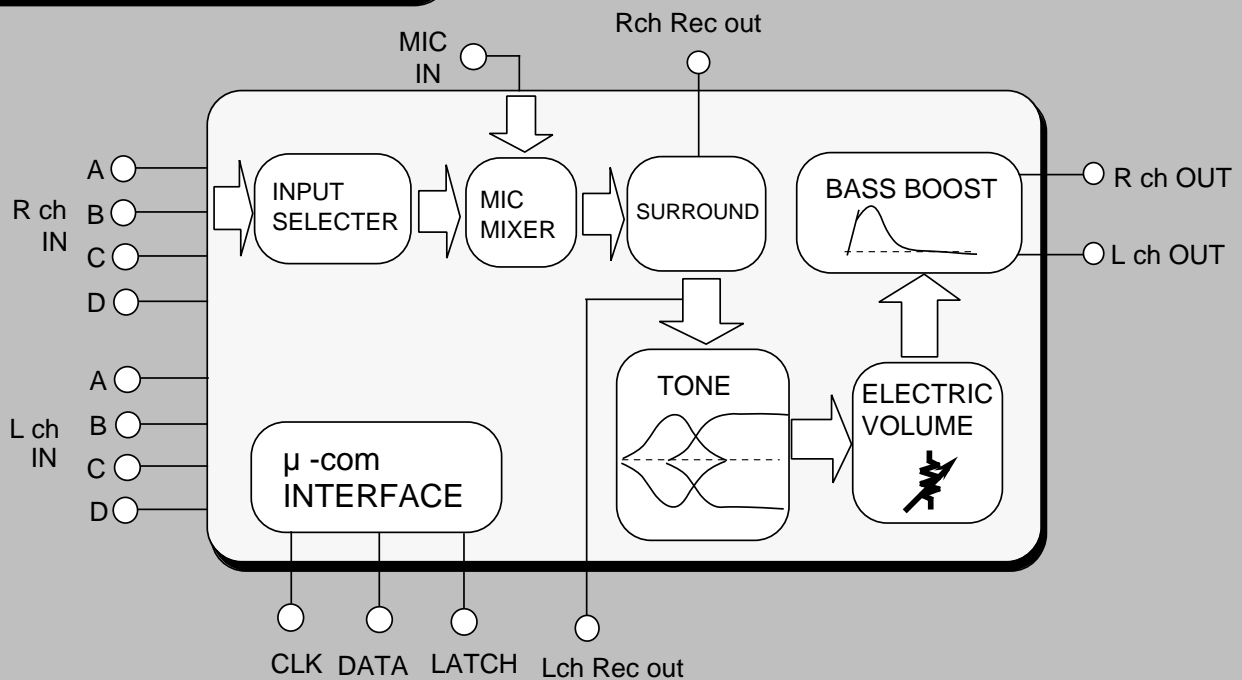 Rch Rec out
MIC
IN
A
R ch
IN
B
C
D
INPUT
SELECTER
MIC
MIXER
SURROUND
BASS BOOST
R ch OUT
L ch OUT
A
L ch
IN
B
C
D
µ -com
INTERFACE
TONE
ELECTRIC
VOLUME
CLK
DATA
LATCH
Lch Rec out